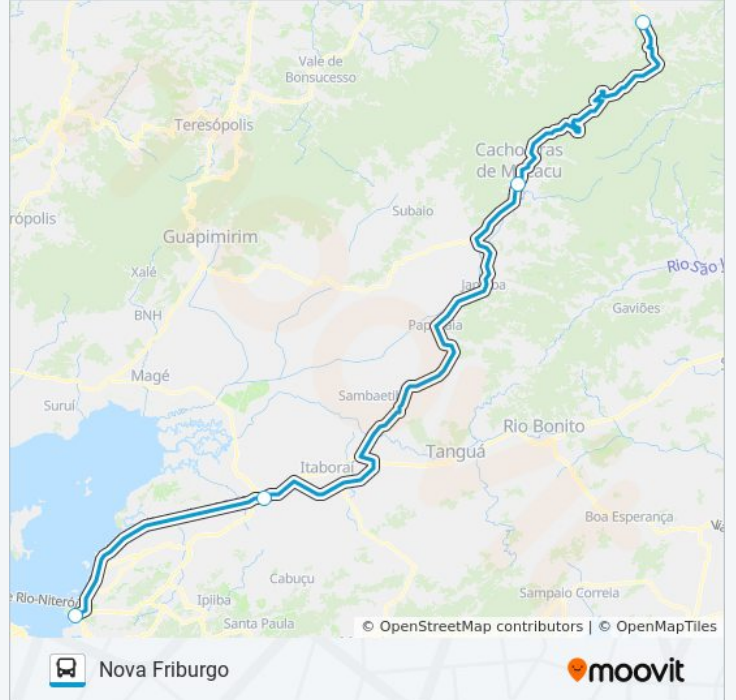 Vale de
Bonsucesso
Teresópolis
Cachoeiras
de Macacu
rópolis
Subaio
Guapimirim
Rio São J
Xalé
Japuíba
Gaviões
BNH
Papucaia
Magé
Sambaetiba
Suruí
Rio Bonito
Tanguá
Itaboraí
Boa Esperança
Cabuçu
e Rio-Niterói
Ipiíba
Sampaio Correia
Santa Paula
© OpenStreetMap contributors | © OpenMapTiles
Nova Friburgo
moovit